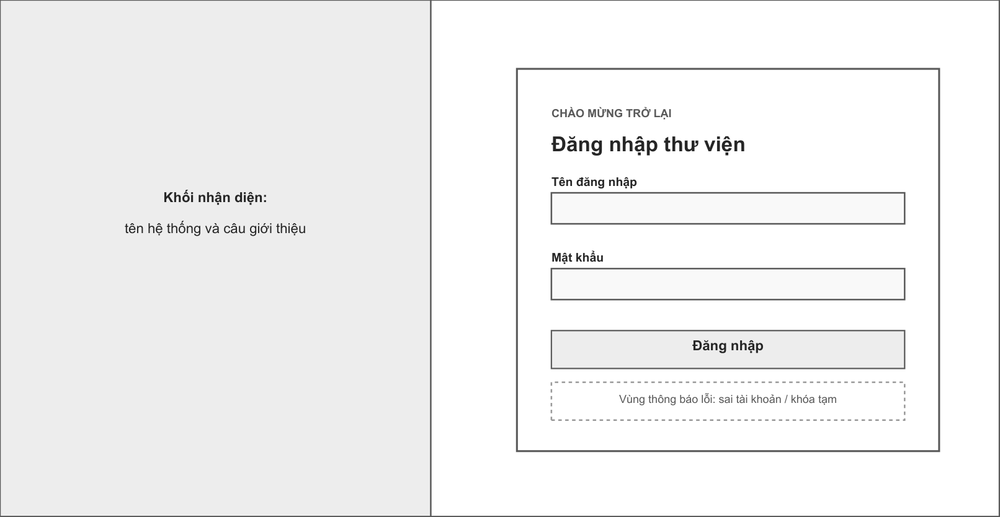 Khối nhận diện:
tên hệ thống và câu giới thiệu
CHÀO MỪNG TRỞ LẠI
Đăng nhập thư viện
Tên đăng nhập
Mật khẩu
Đăng nhập
Vùng thông báo lỗi: sai tài khoản / khóa tạm